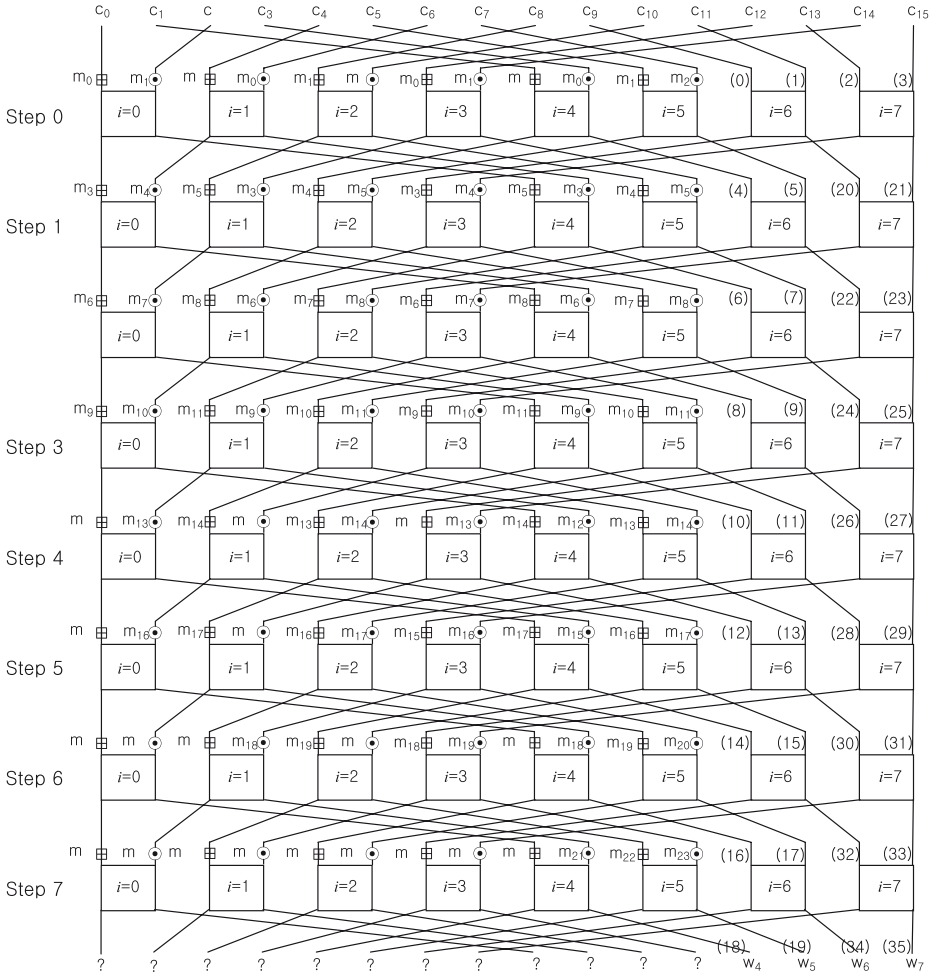 c₀ c₁ c c₃ c₄ c₅ c₆ c₇ c₈ c₉ c₁₀ c₁₁ c₁₂ c₁₃ c₁₄ c₁₅
m₀ m₁ m m₀ m₁ m m₀ m₁ m m₀ m₁ m₂ (0) (1) (2) (3)
Step 0 i=0 i=1 i=2 i=3 i=4 i=5 i=6 i=7
m₃ m₄ m₅ m₃ m₄ m₅ m₃ m₄ m₅ m₃ m₄ m₅ (4) (5) (20) (21)
Step 1 i=0 i=1 i=2 i=3 i=4 i=5 i=6 i=7
m₆ m₇ m₈ m₆ m₇ m₈ m₆ m₇ m₈ m₆ m₇ m₈ (6) (7) (22) (23)
i=0 i=1 i=2 i=3 i=4 i=5 i=6 i=7
m₉ m₁₀ m₁₁ m₉ m₁₀ m₁₁ m₉ m₁₀ m₁₁ m₉ m₁₀ m₁₁ (8) (9) (24) (25)
Step 3 i=0 i=1 i=2 i=3 i=4 i=5 i=6 i=7
m m₁₃ m₁₄ m m₁₃ m₁₄ m m₁₃ m₁₄ m₁₂ m₁₃ m₁₄ (10) (11) (26) (27)
Step 4 i=0 i=1 i=2 i=3 i=4 i=5 i=6 i=7
m m₁₆ m₁₇ m m₁₆ m₁₇ m₁₅ m₁₆ m₁₇ m₁₅ m₁₆ m₁₇ (12) (13) (28) (29)
Step 5 i=0 i=1 i=2 i=3 i=4 i=5 i=6 i=7
m m m m₁₈ m₁₉ m m₁₈ m₁₉ m m₁₈ m₁₉ m₂₀ (14) (15) (30) (31)
Step 6 i=0 i=1 i=2 i=3 i=4 i=5 i=6 i=7
m m m m m m m m m m₂₁ m₂₂ m₂₃ (16) (17) (32) (33)
Step 7 i=0 i=1 i=2 i=3 i=4 i=5 i=6 i=7
(18) (19) (34) (35)
? ? ? ? ? ? ? ? ? ? ? ? w₄ w₅ w₆ w₇